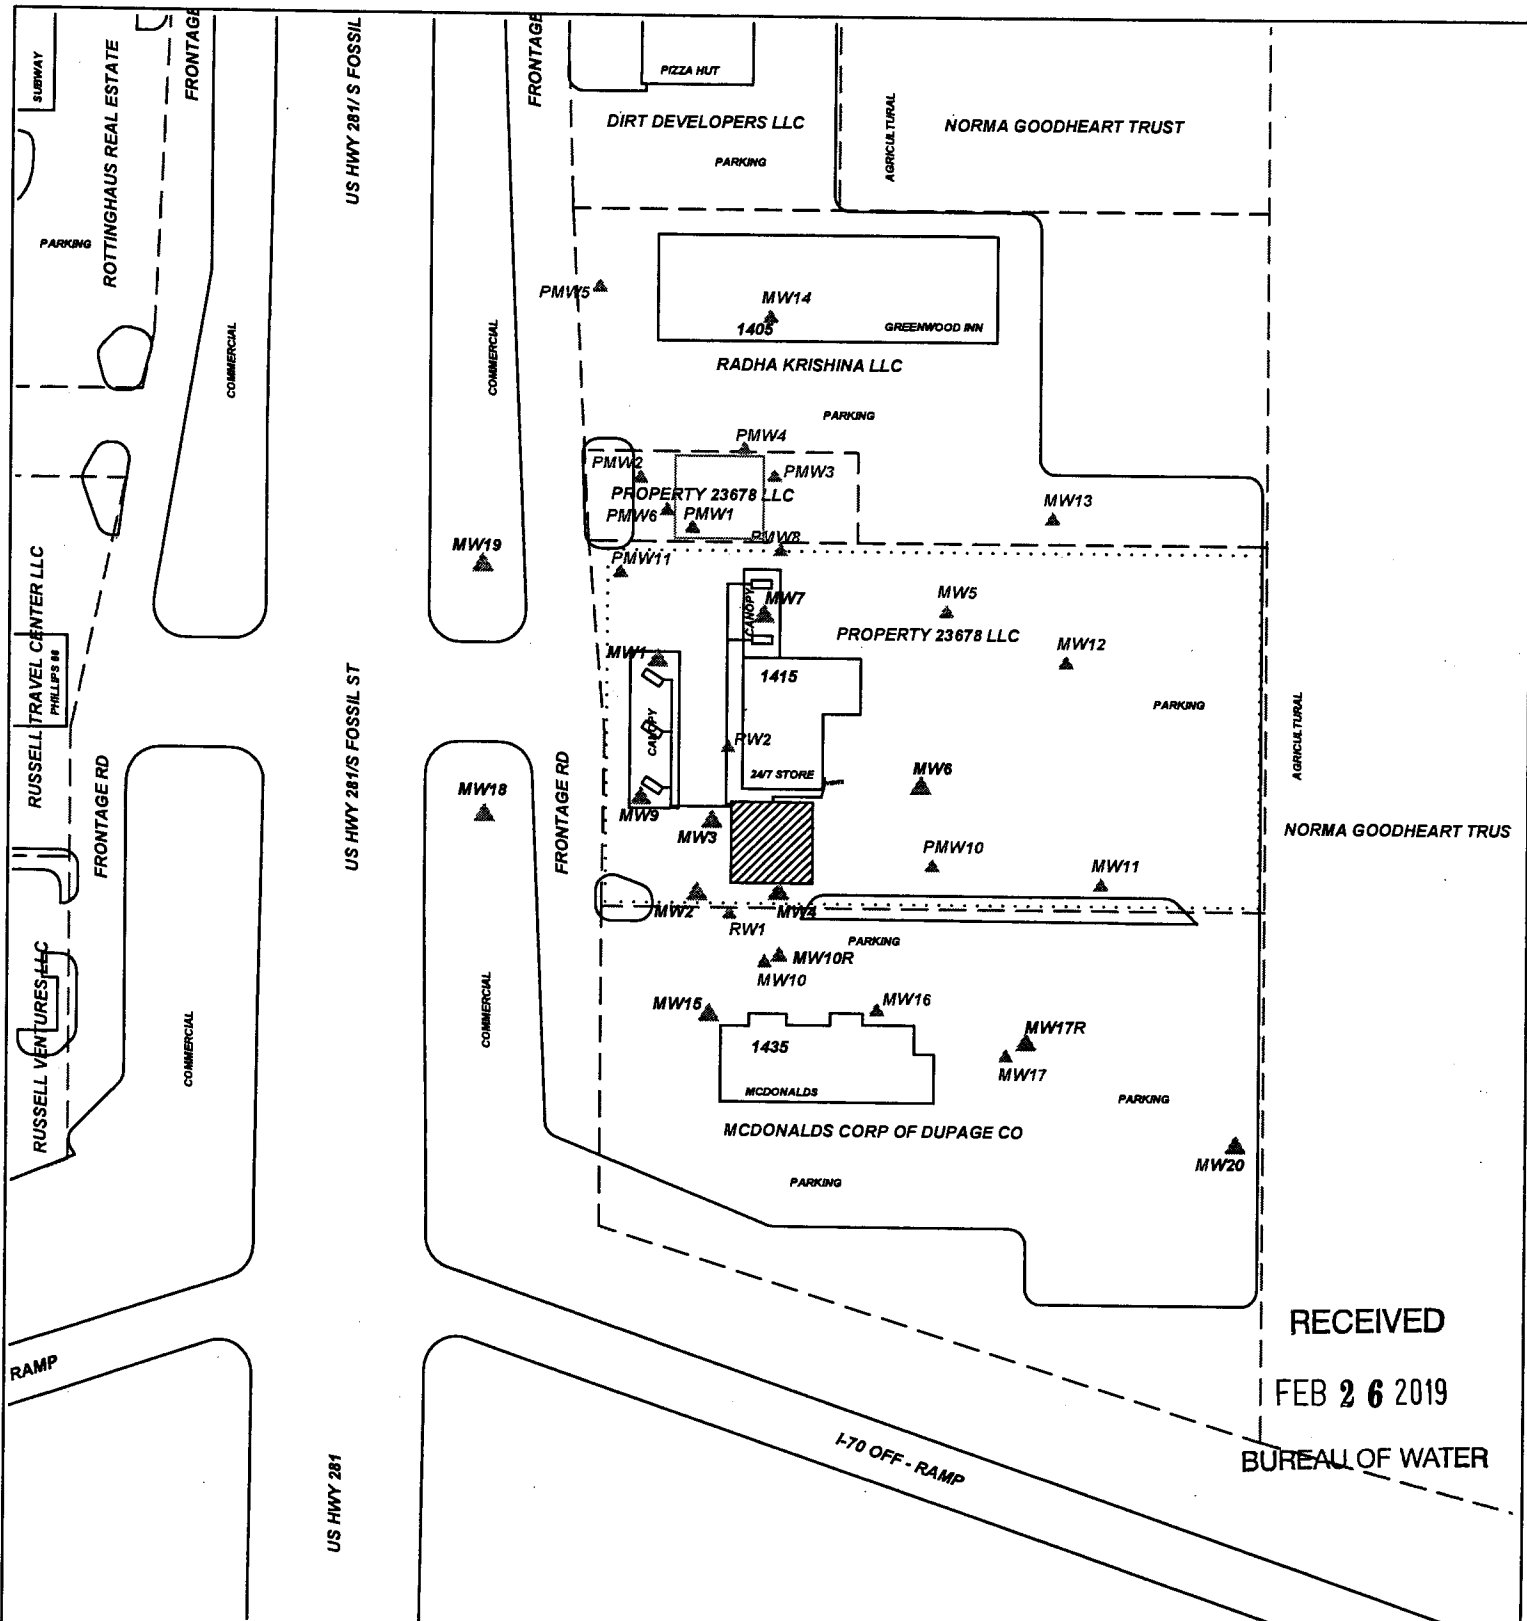 SUBWAY
ROTTINGHAUS REAL ESTATE
FRONTAGE
US HWY 281/ S FOSSIL
FRONTAGE
PIZZA HUT
DIRT DEVELOPERS LLC
PARKING
AGRICULTURAL
NORMA GOODHEART TRUST
PARKING
PMW5
MW14
1405
GREENWOOD INN
RADHA KRISHINA LLC
COMMERCIAL
COMMERCIAL
PARKING
PMW4
PMW2
PMW3
PROPERTY 23678 LLC
PMW6
PMW1
MW13
MW19
PMW8
PMW11
MW5
MW7
CANOPY
PROPERTY 23678 LLC
MW12
MW1
1415
RUSSELL TRAVEL CENTER LLC
PHILLIPS 66
US HWY 281/S FOSSIL ST
PARKING
AGRICULTURAL
CANOPY
RW2
24/7 STORE
MW6
FRONTAGE RD
MW18
FRONTAGE RD
MW9
MW3
NORMA GOODHEART TRUS
PMW10
MW11
MW2
MW4
RW1
PARKING
MW10R
MW10
RUSSELL VENTURES LLC
COMMERCIAL
COMMERCIAL
MW15
MW16
1435
MW17R
MW17
MCDONALDS
PARKING
MCDONALDS CORP OF DUPAGE CO
MW20
PARKING
RECEIVED
RAMP
FEB 26 2019
I-70 OFF - RAMP
BUREAU OF WATER
US HWY 281